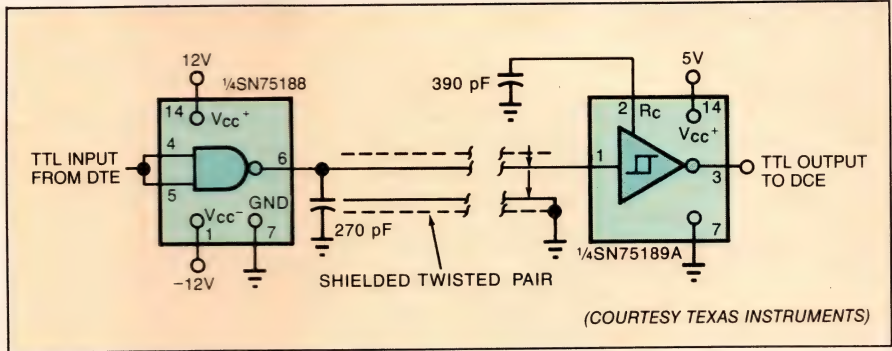 12V
¼SN75188
14
Vcc+
4
TTL INPUT
FROM DTE
5
6
Vcc−
GND
1
7
−12V
270 pF
SHIELDED TWISTED PAIR
390 pF
5V
2
Rc
14
Vcc+
1
3
TTL OUTPUT
TO DCE
7
¼SN75189A
(COURTESY TEXAS INSTRUMENTS)